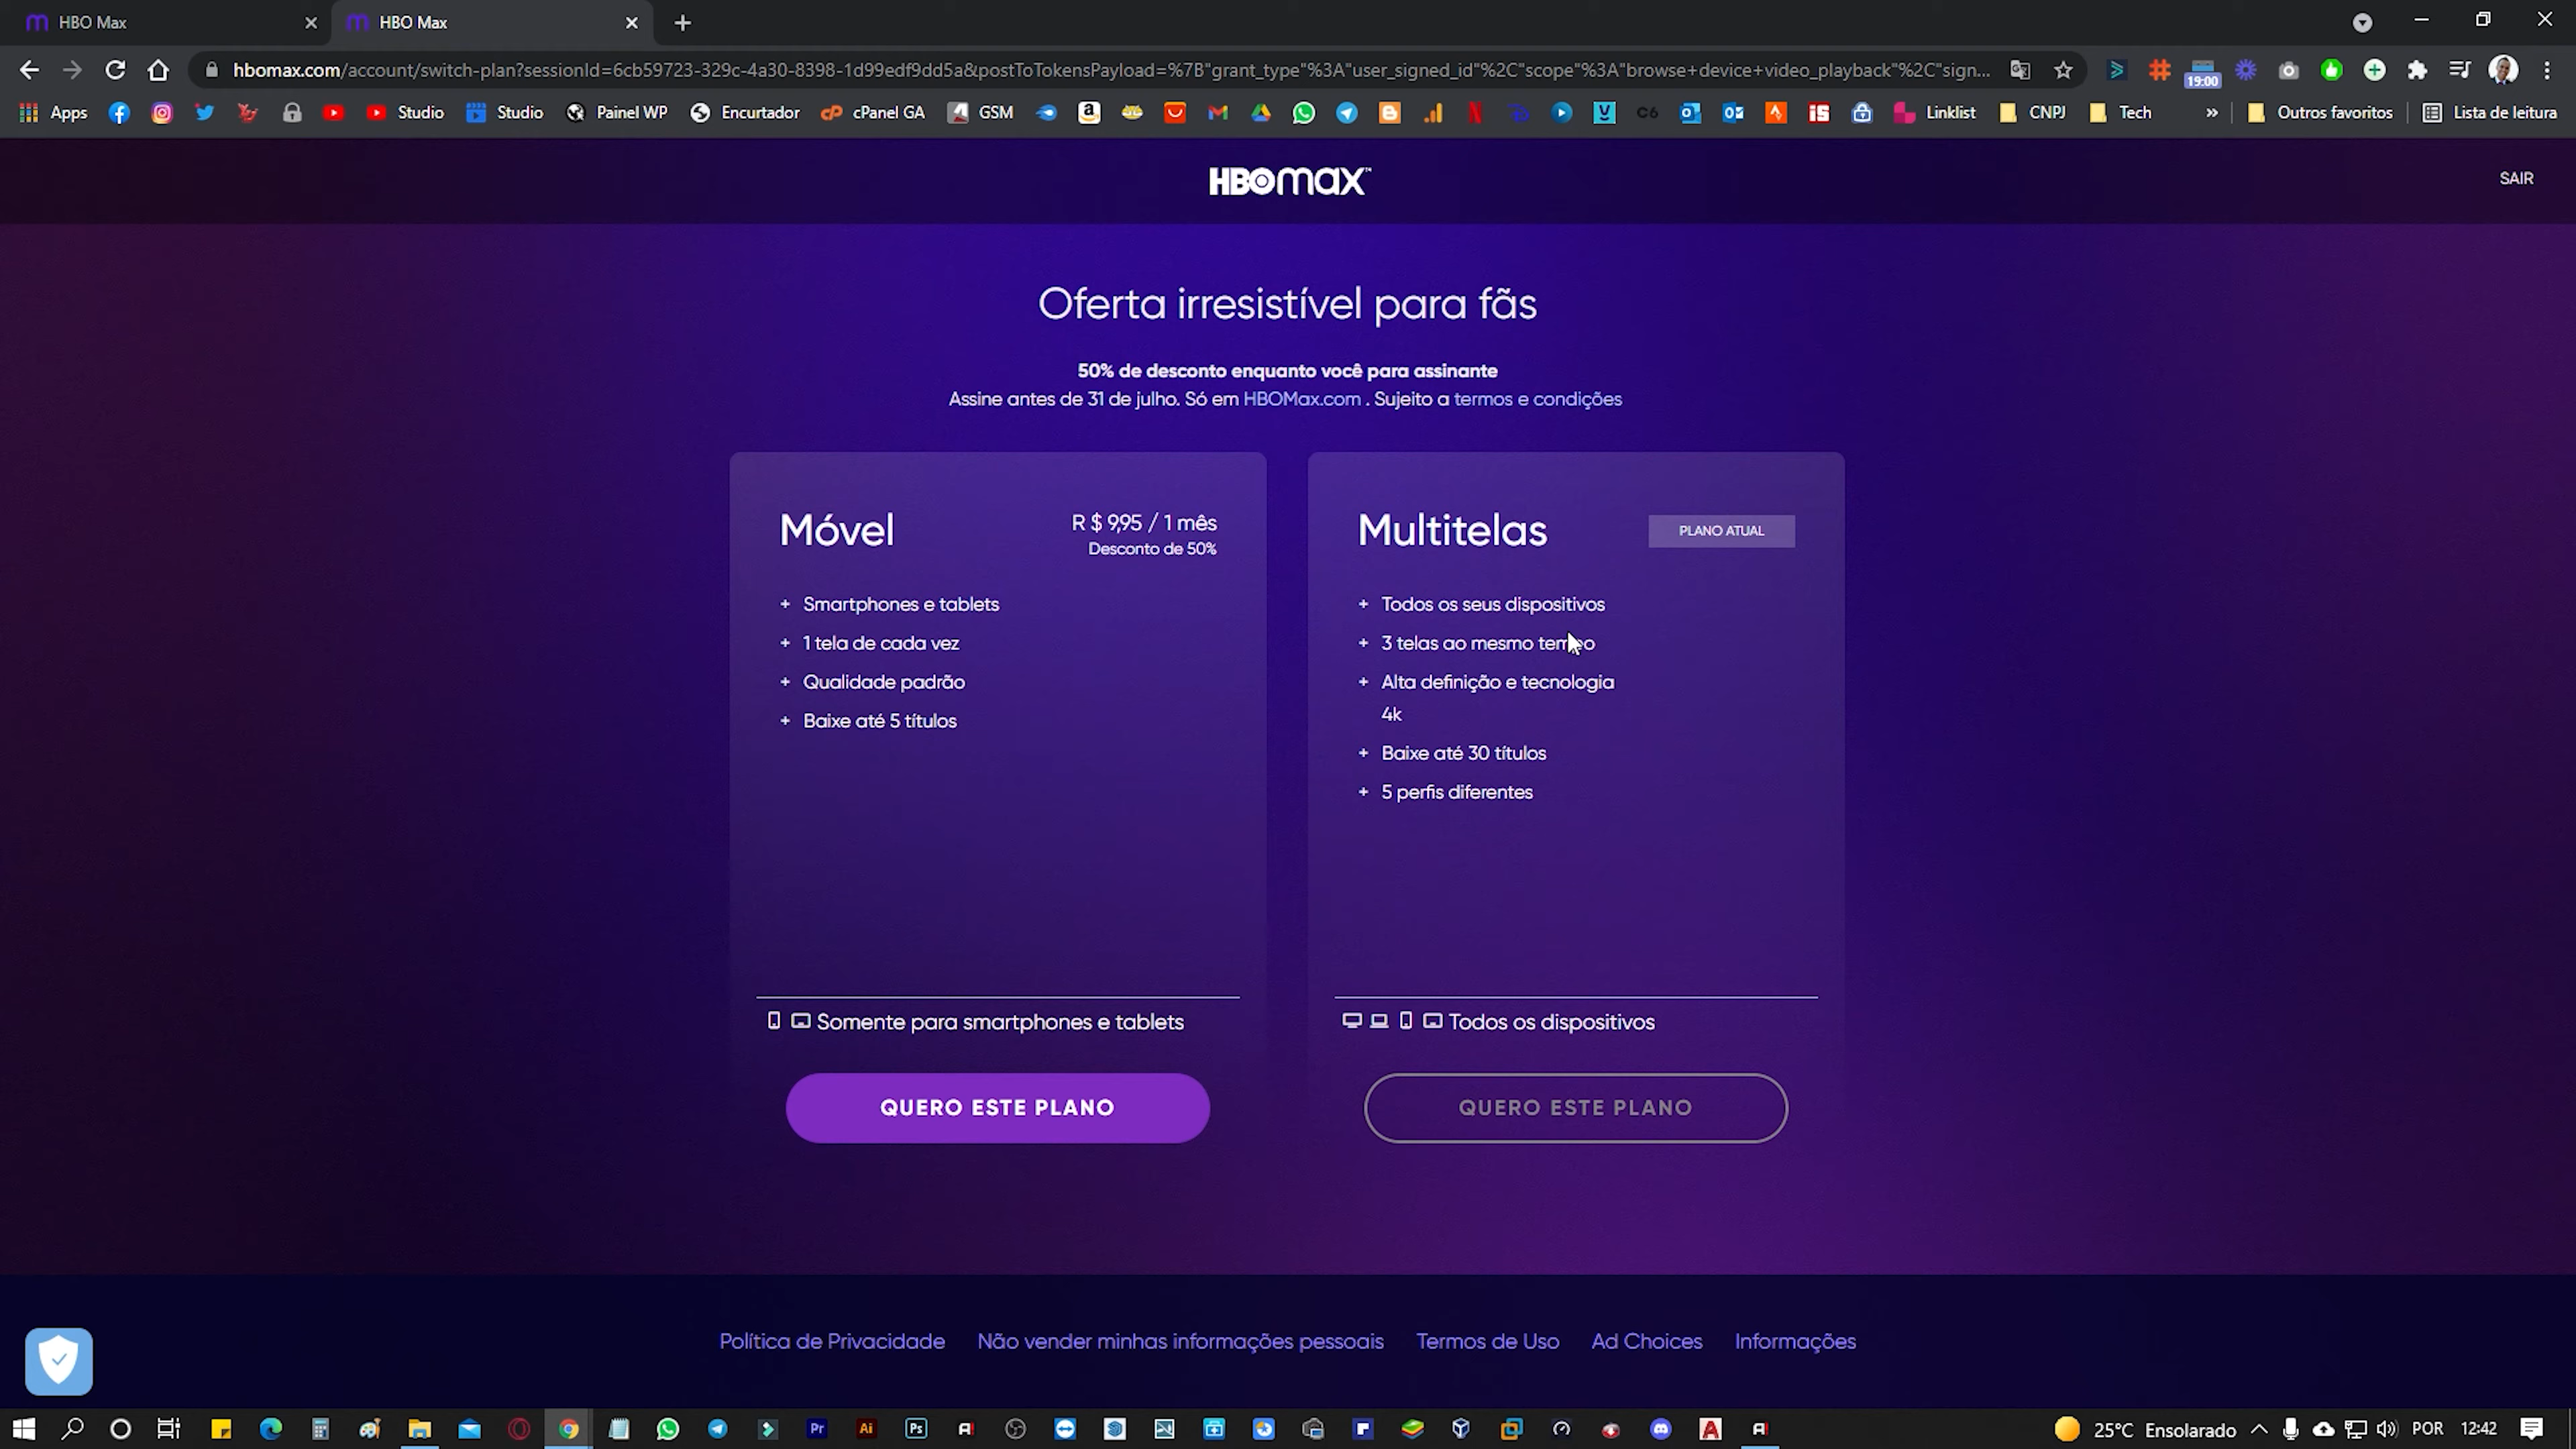 HBO Max
HBO Max
hbomax.com/account/switch-plan?sessionId=6cb59723-329c-4a30-8398-1d99edf9dd5a&postToTokensPayload=%7B"grant_type"%3A"user_signed_id"%2C"scope"%3A"browse+device+video_playback"%2C"sign...
19:00
Apps
Studio
Studio
Painel WP
Encurtador
cPanel GA
GSM
C6
Linklist
CNPJ
Tech
»
Outros favoritos
Lista de leitura
HBOmax™
SAIR
Oferta irresistível para fãs
50% de desconto enquanto você para assinante
Assine antes de 31 de julho. Só em HBOMax.com . Sujeito a termos e condições
Móvel
R $ 9,95 / 1 mês
Desconto de 50%
+ Smartphones e tablets
+ 1 tela de cada vez
+ Qualidade padrão
+ Baixe até 5 títulos
Somente para smartphones e tablets
QUERO ESTE PLANO
Multitelas
PLANO ATUAL
+ Todos os seus dispositivos
+ 3 telas ao mesmo tempo
+ Alta definição e tecnologia
4k
+ Baixe até 30 títulos
+ 5 perfis diferentes
Todos os dispositivos
QUERO ESTE PLANO
Política de Privacidade
Não vender minhas informações pessoais
Termos de Uso
Ad Choices
Informações
Pr
Ai
Ps
25°C Ensolarado
POR
12:42